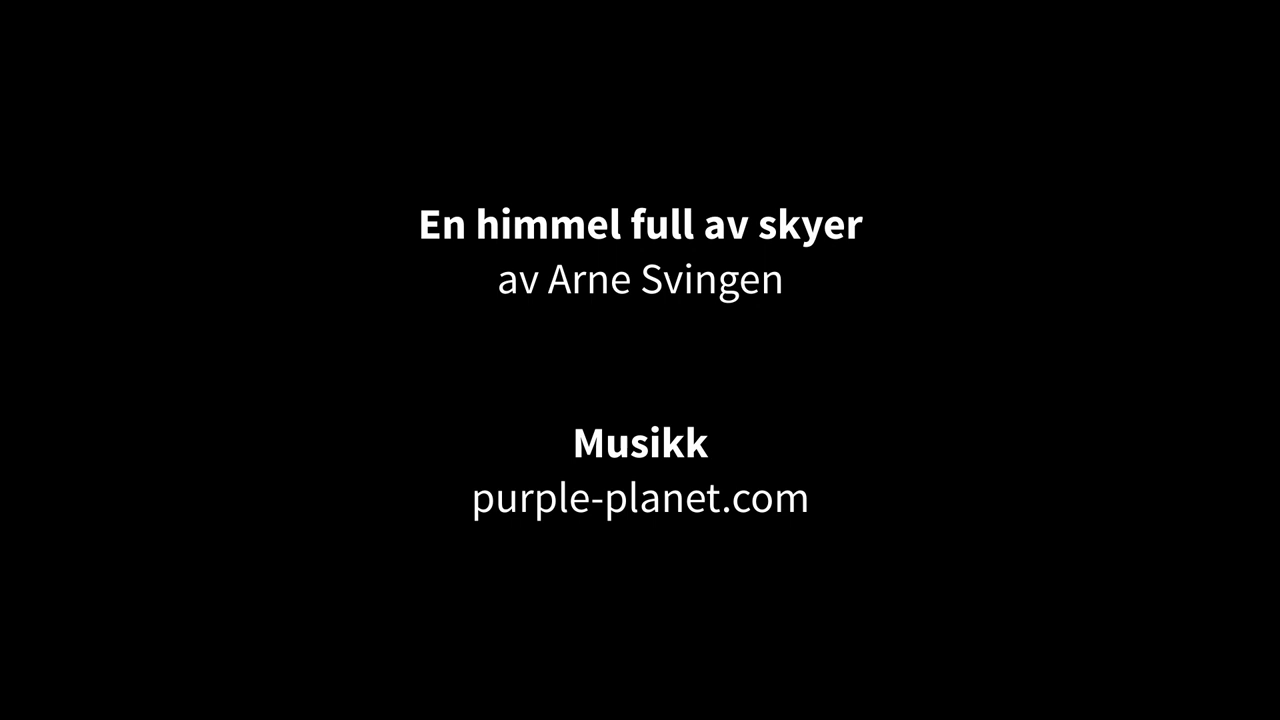 En himmel full av skyer
av Arne Svingen
Musikk
purple-planet.com